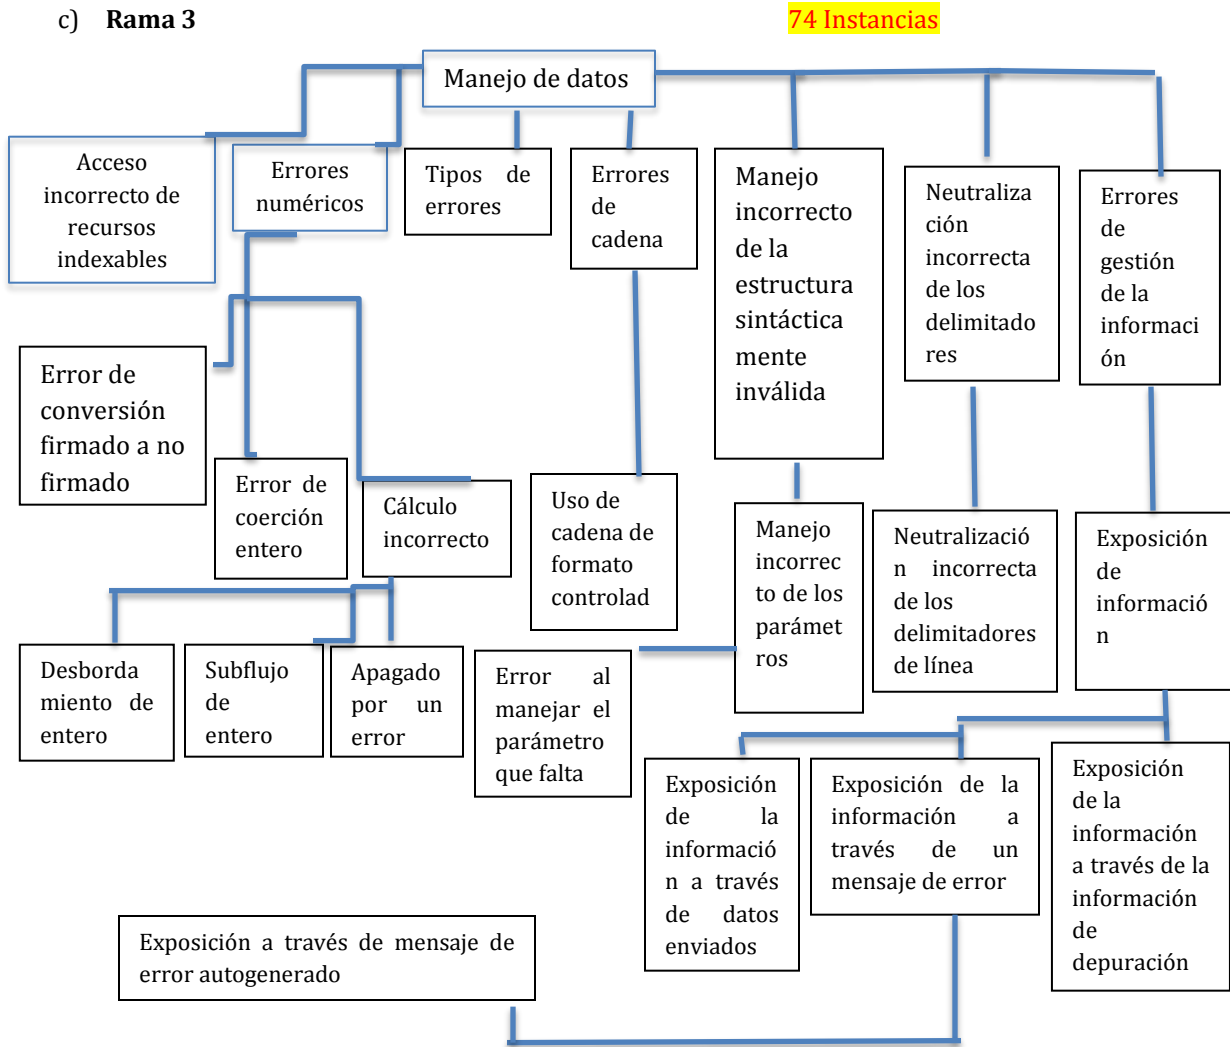 c) Rama 3
74 Instancias
Manejo de datos
Acceso
incorrecto de
recursos
indexables
Errores
numéricos
Tipos de
errores
Errores
de
cadena
Manejo
incorrecto
de la
estructura
sintáctica
mente
inválida
Neutraliza
ción
incorrecta
de los
delimitado
res
Errores
de
gestión
de la
informaci
ón
Error de
conversión
firmado a no
firmado
Error de
coerción
entero
Cálculo
incorrecto
Uso de
cadena de
formato
controlad
Manejo
incorrec
to de los
parámet
ros
Neutralizació
n incorrecta
de los
delimitadores
de línea
Exposición
de
informació
n
Desborda
miento de
entero
Subflujo
de
entero
Apagado
por un
error
Error al
manejar el
parámetro
que falta
Exposición
de la
informació
n a través
de datos
enviados
Exposición de la
información a
través de un
mensaje de error
Exposición
de la
información
a través de la
información
de
depuración
Exposición a través de mensaje de
error autogenerado